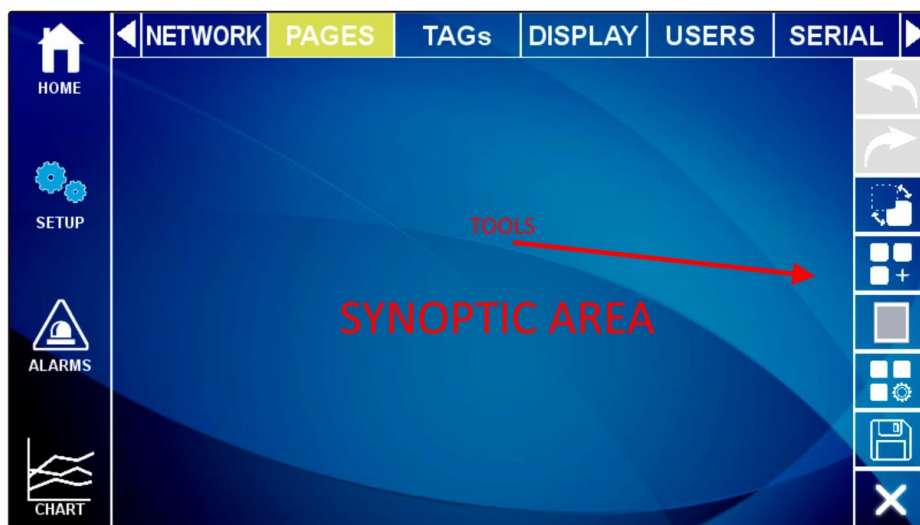 NETWORK PAGES TAGs DISPLAY USERS SERIAL
HOME
SETUP
TOOLS
SYNOPTIC AREA
ALARMS
CHART